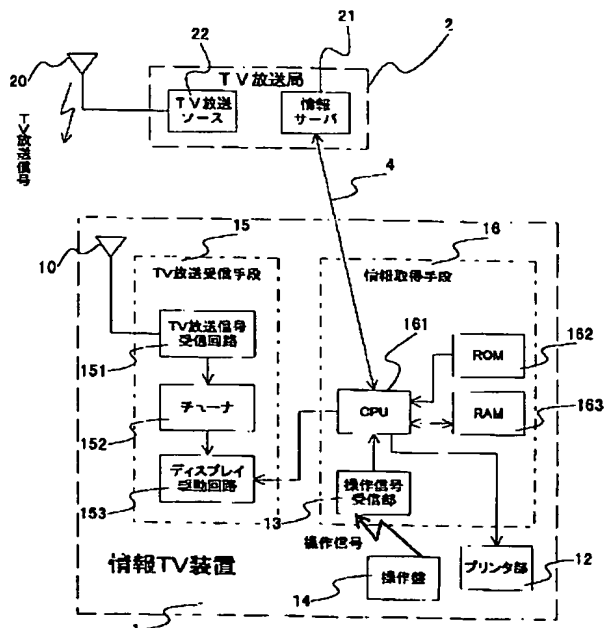 21
22
2
20
TV放送局
TV放送
ソース
情報
サーバ
TV放送信号
4
10
15
16
TV放送受信手段
情報取得手段
TV放送信号
受信回路
151
161
ROM
162
CPU
RAM
163
チューナ
152
ディスプレイ
駆動回路
153
操作信号
受信部
13
操作信号
情報TV装置
操作盤
14
プリンタ部
12
1